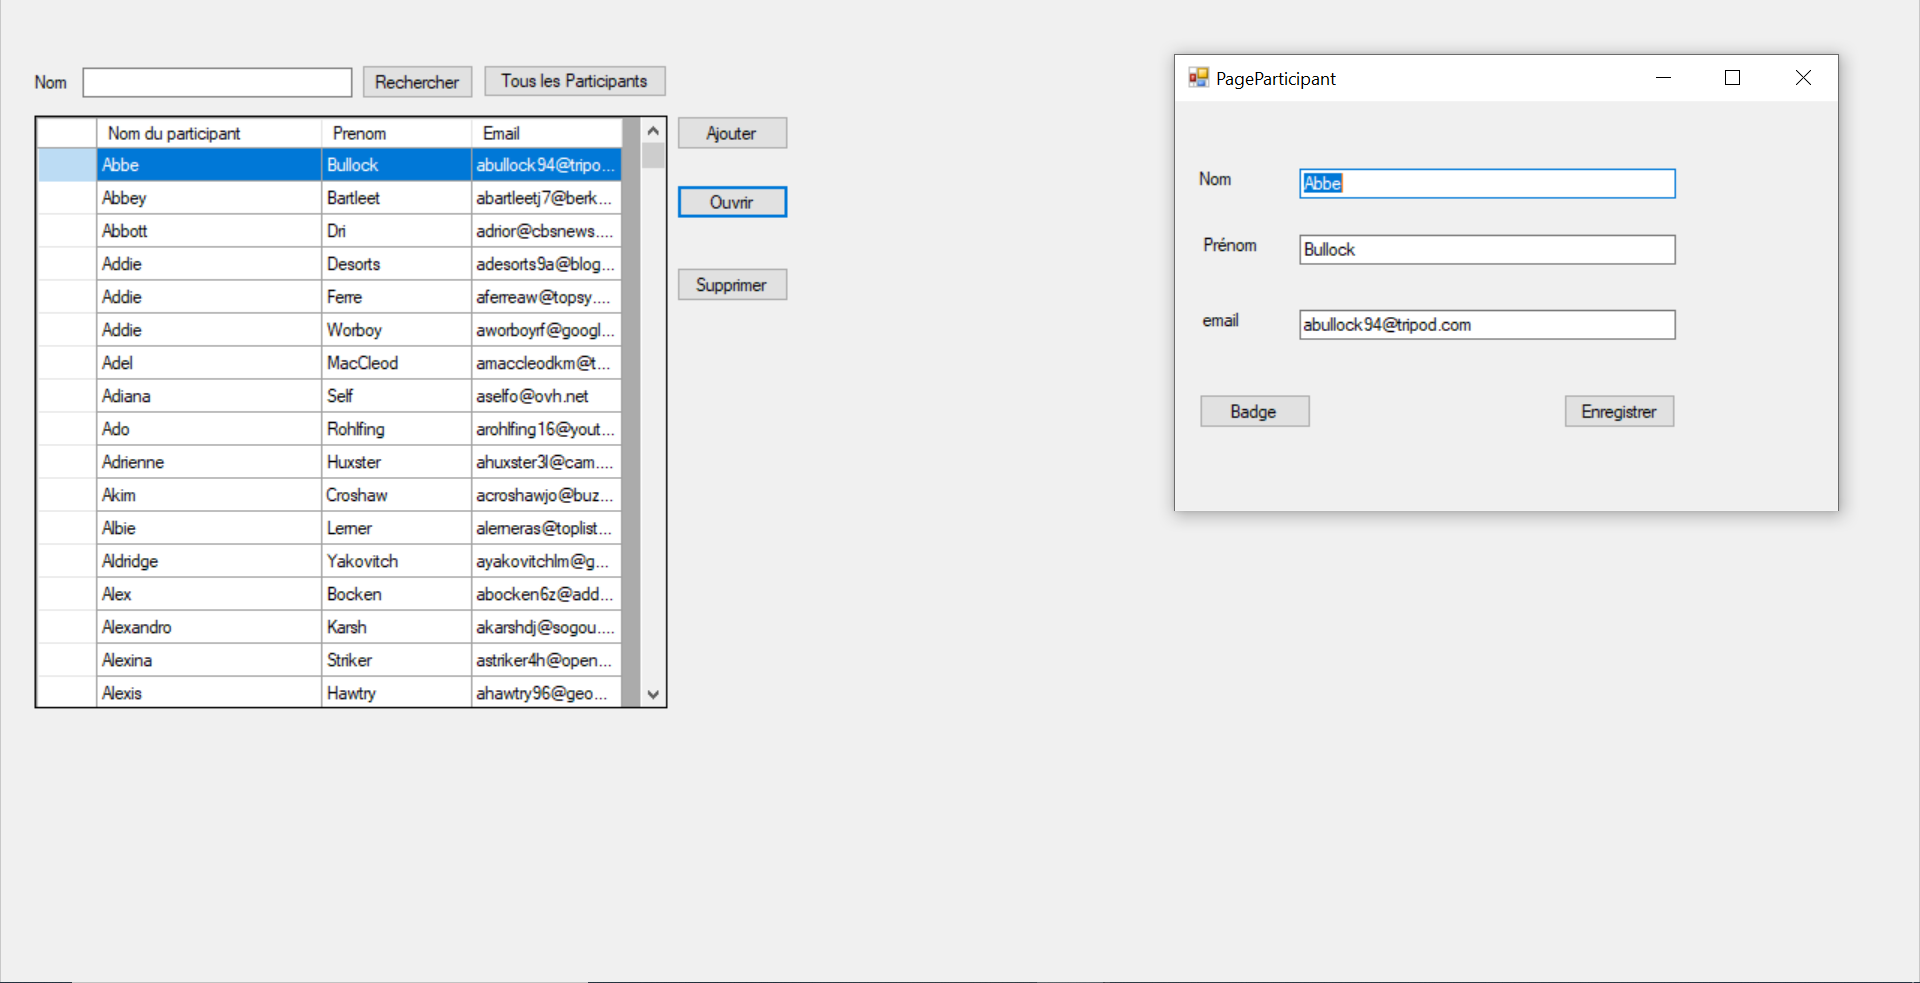 Nom Rechercher Tous les Participants
Nom du participant Prenom Email
Abbe Bullock abullock94@tripo...
Abbey Bartleet abartleetj7@berk...
Abbott Dri adrior@cbsnews....
Addie Desorts adesorts9a@blog...
Addie Ferre aferreaw@topsy....
Addie Worboy aworboyrf@googl...
Adel MacCleod amaccleodkm@t...
Adiana Self aselfo@ovh.net
Ado Rohlfing arohlfing16@yout...
Adrienne Huxster ahuxster3l@cam....
Akim Croshaw acroshawjo@buz...
Albie Lerner alerneras@toplist...
Aldridge Yakovitch ayakovitchlm@g...
Alex Bocken abocken6z@add...
Alexandro Karsh akarshdj@sogou....
Alexina Striker astriker4h@open...
Alexis Hawtry ahawtry96@geo...
Ajouter
Ouvrir
Supprimer
PageParticipant
Nom Abbe
Prénom Bullock
email abullock94@tripod.com
Badge Enregistrer